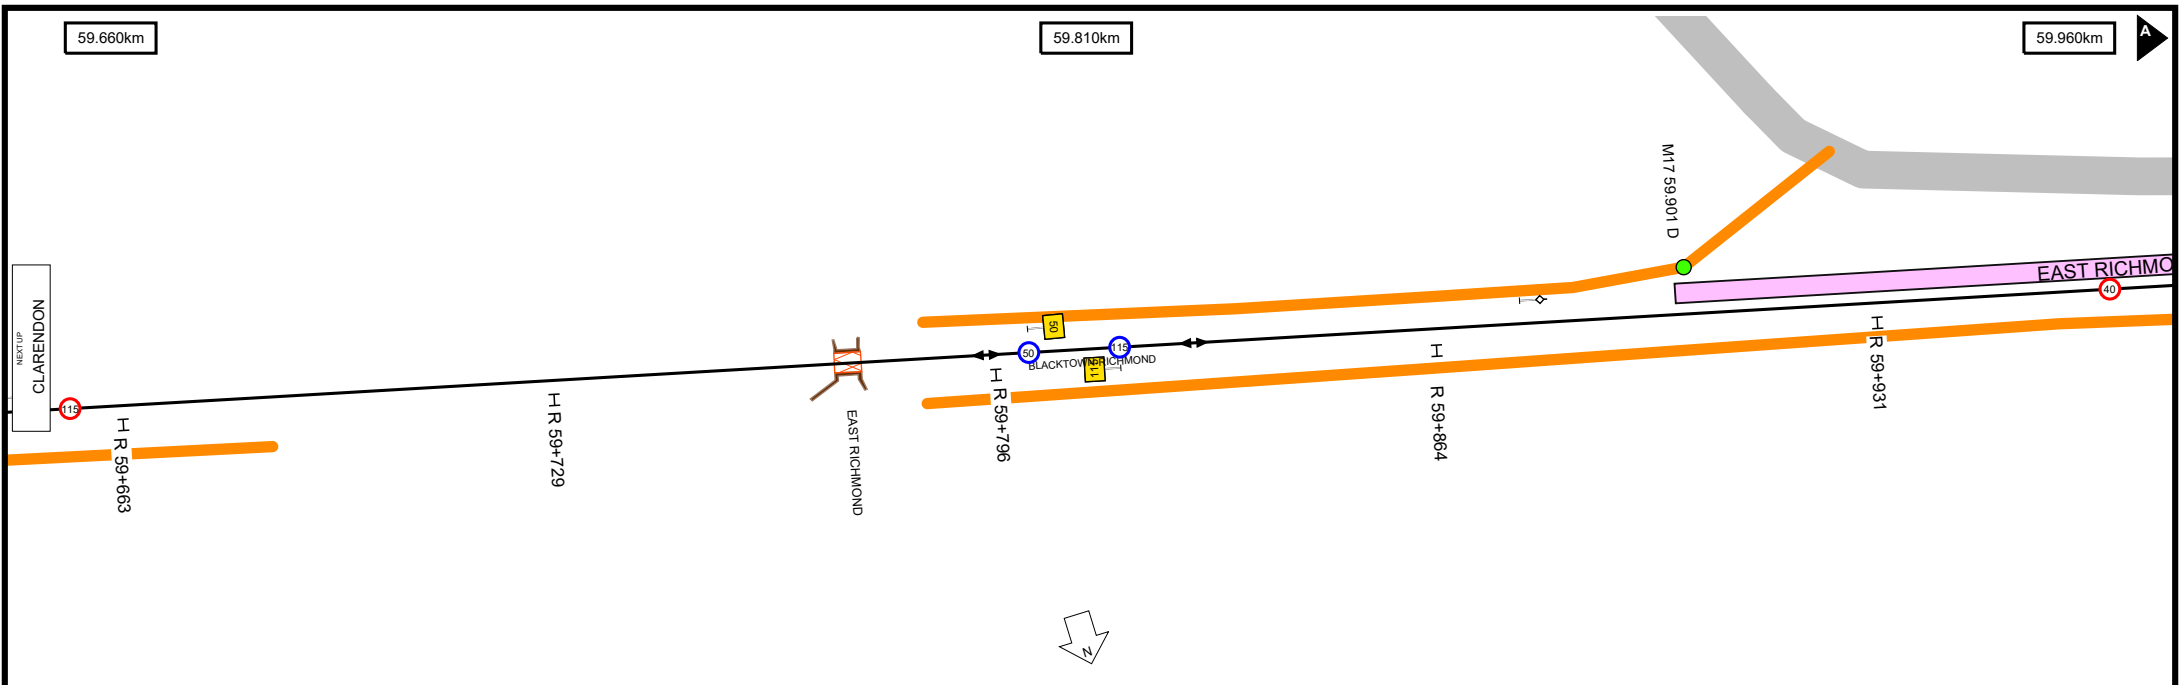 59.660km
59.810km
59.960km
A
M17 59.901 D
EAST RICHMO
40
50
50
115
BLACKTOWN-RICHMOND
NEXT UP
CLARENDON
115
H R 59+663
H R 59+729
EAST RICHMOND
H R 59+796
H R 59+864
H R 59+931
N